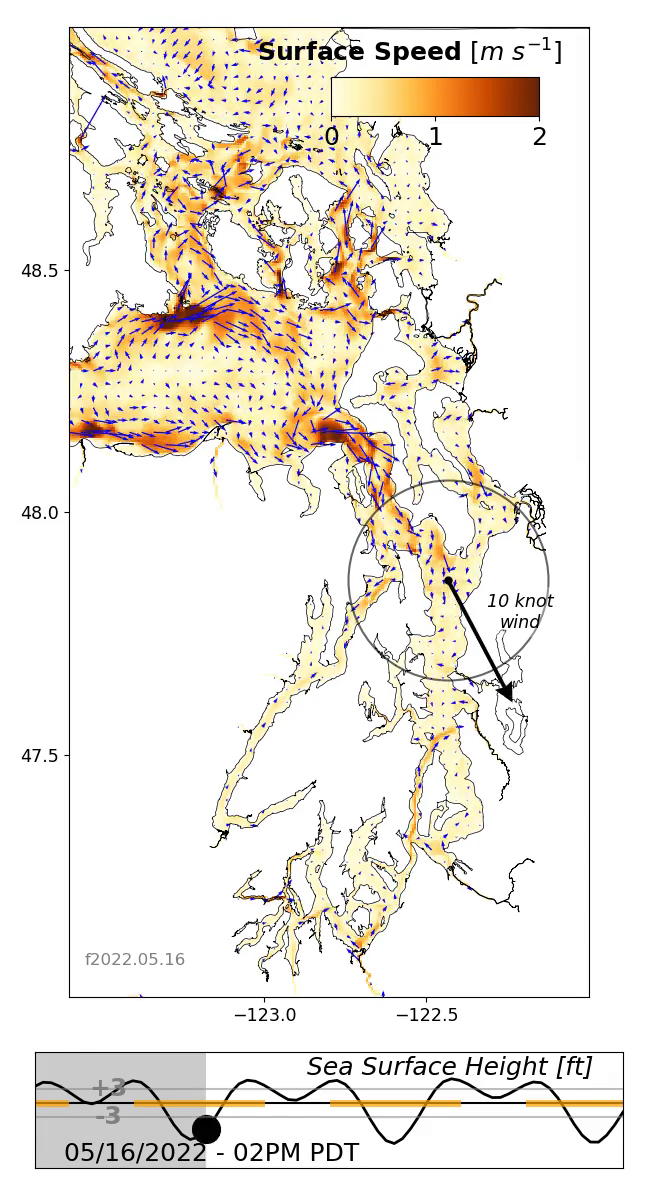 Surface Speed [m s⁻¹]
0 1 2
48.5
48.0
10 knot
wind
47.5
f2022.05.16
−123.0 −122.5
Sea Surface Height [ft]
+3
-3
05/16/2022 - 02PM PDT